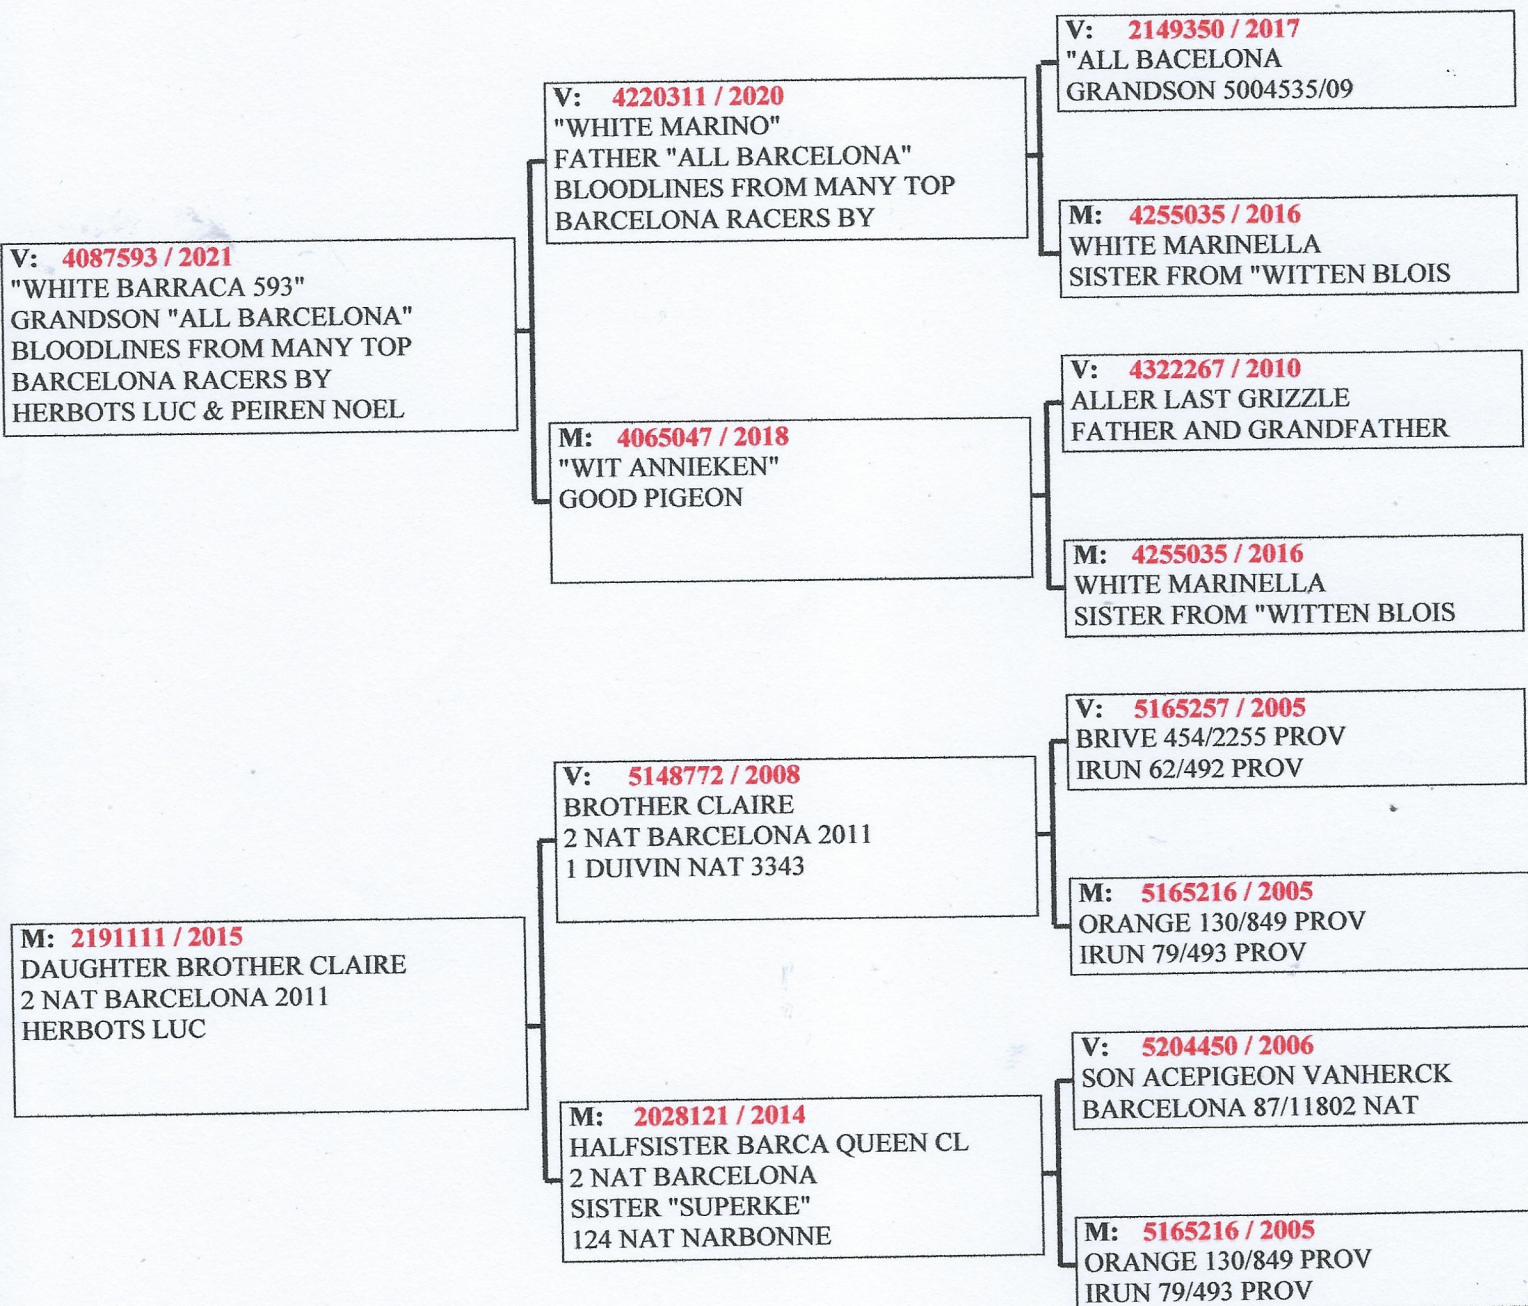 V: 4087593 / 2021
"WHITE BARRACA 593"
GRANDSON "ALL BARCELONA"
BLOODLINES FROM MANY TOP
BARCELONA RACERS BY
HERBOTS LUC & PEIREN NOEL
M: 2191111 / 2015
DAUGHTER BROTHER CLAIRE
2 NAT BARCELONA 2011
HERBOTS LUC
V: 4220311 / 2020
"WHITE MARINO"
FATHER "ALL BARCELONA"
BLOODLINES FROM MANY TOP
BARCELONA RACERS BY
M: 4065047 / 2018
"WIT ANNIEKEN"
GOOD PIGEON
V: 5148772 / 2008
BROTHER CLAIRE
2 NAT BARCELONA 2011
1 DUIVIN NAT 3343
M: 2028121 / 2014
HALFSISTER BARCA QUEEN CL
2 NAT BARCELONA
SISTER "SUPERKE"
124 NAT NARBONNE
V: 2149350 / 2017
"ALL BACELONA
GRANDSON 5004535/09
M: 4255035 / 2016
WHITE MARINELLA
SISTER FROM "WITTEN BLOIS
V: 4322267 / 2010
ALLER LAST GRIZZLE
FATHER AND GRANDFATHER
M: 4255035 / 2016
WHITE MARINELLA
SISTER FROM "WITTEN BLOIS
V: 5165257 / 2005
BRIVE 454/2255 PROV
IRUN 62/492 PROV
M: 5165216 / 2005
ORANGE 130/849 PROV
IRUN 79/493 PROV
V: 5204450 / 2006
SON ACEPIGEON VANHERCK
BARCELONA 87/11802 NAT
M: 5165216 / 2005
ORANGE 130/849 PROV
IRUN 79/493 PROV